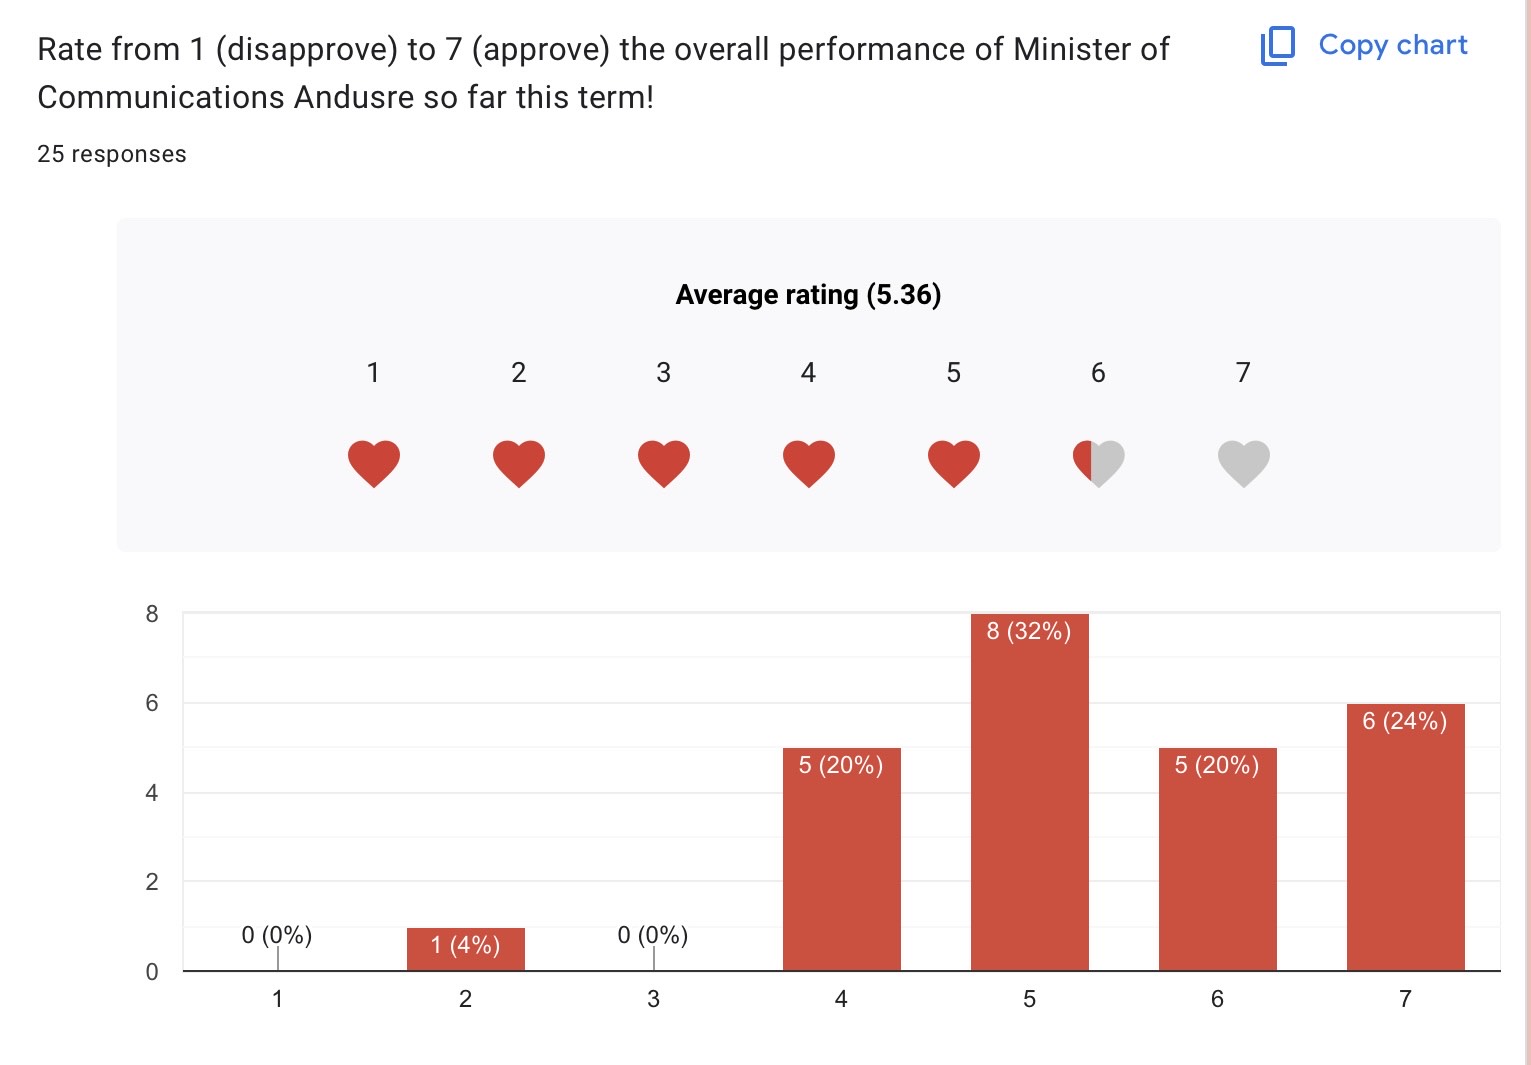 Rate from 1 (disapprove) to 7 (approve) the overall performance of Minister of
Communications Andusre so far this term!
Copy chart
25 responses
Average rating (5.36)
1 2 3 4 5 6 7
8
6
4
2
0
0 (0%)
1 (4%)
0 (0%)
5 (20%)
8 (32%)
5 (20%)
6 (24%)
1 2 3 4 5 6 7